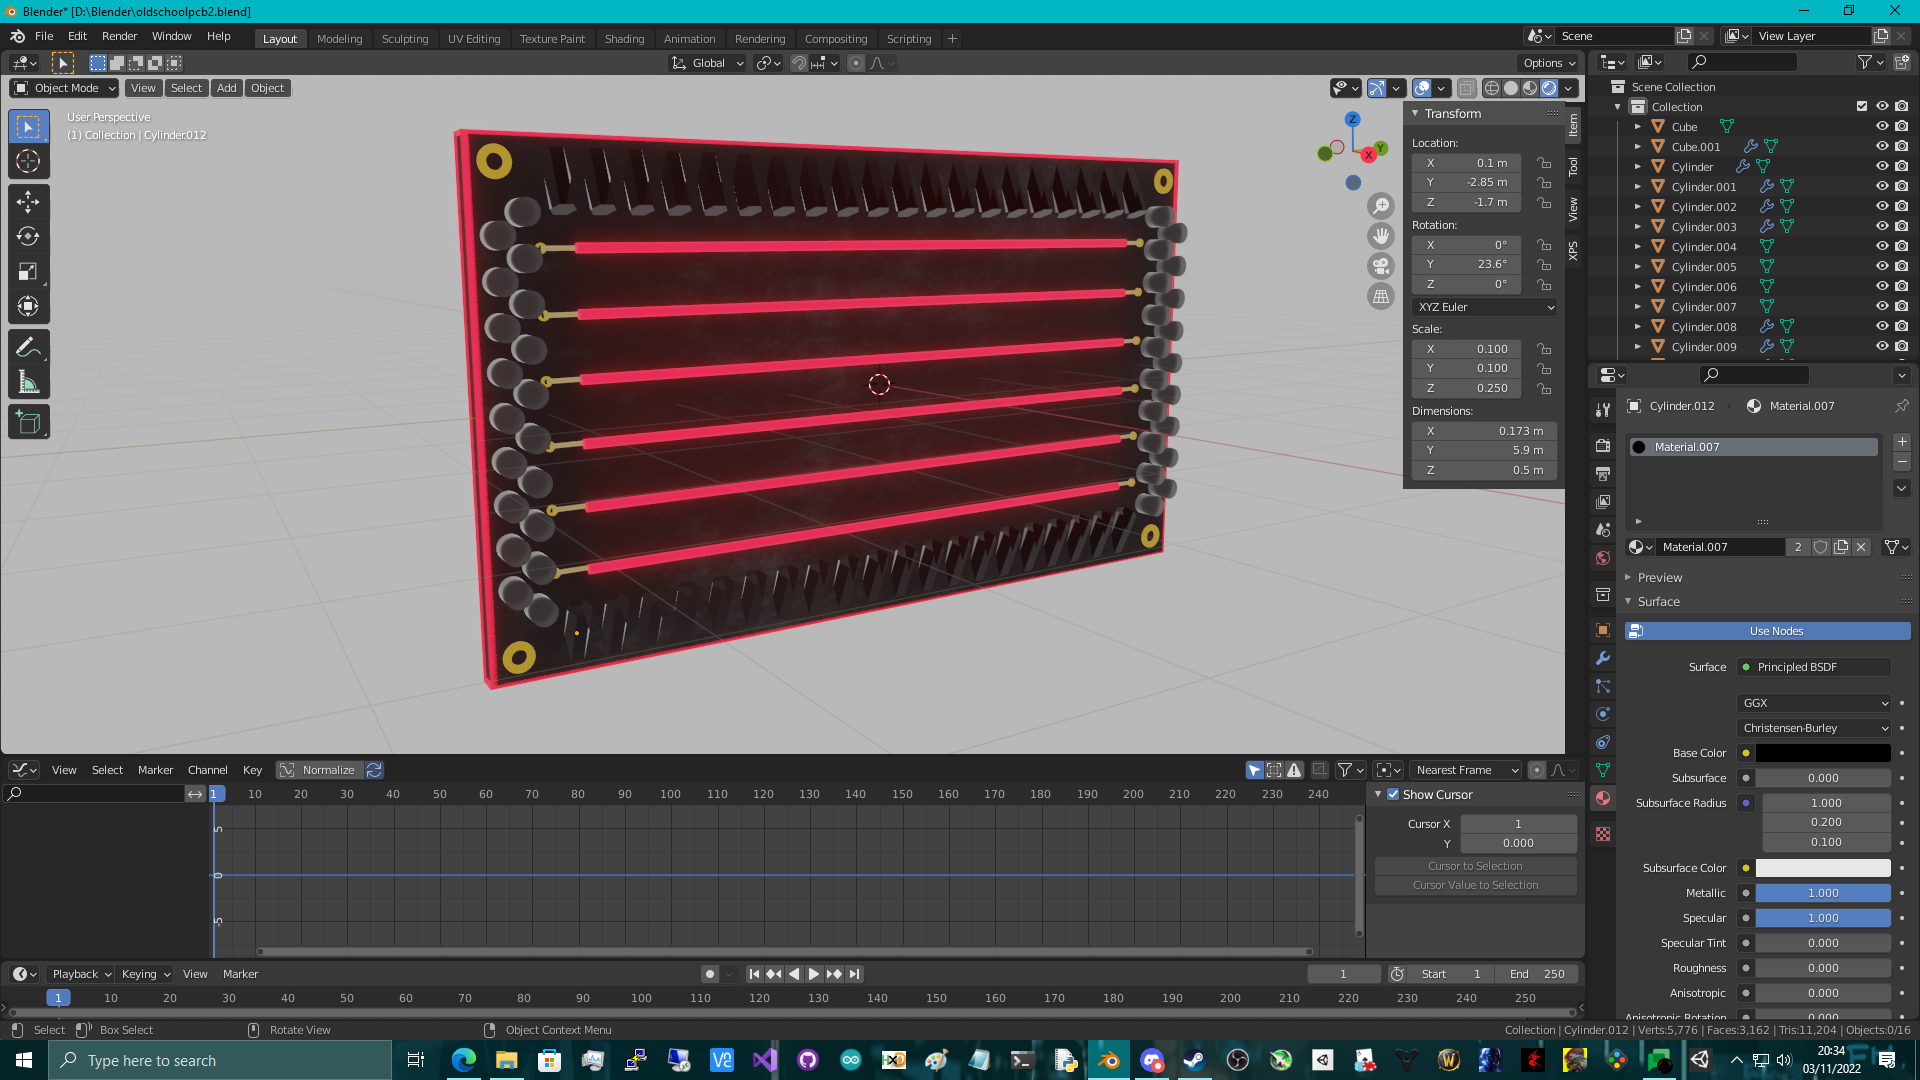 Blender* [D:\Blender\oldschoolpcb2.blend]
File Edit Render Window Help Layout Modeling Sculpting UV Editing Texture Paint Shading Animation Rendering Compositing Scripting + Scene View Layer
Global Options
Object Mode View Select Add Object
User Perspective
(1) Collection | Cylinder.012
Z
Y
X
Transform
Location:
X 0.1 m
Y -2.85 m
Z -1.7 m
Rotation:
X 0°
Y 23.6°
Z 0°
XYZ Euler
Scale:
X 0.100
Y 0.100
Z 0.250
Dimensions:
X 0.173 m
Y 5.9 m
Z 0.5 m
Item
Tool
View
XPS
Scene Collection
Collection
Cube
Cube.001
Cylinder
Cylinder.001
Cylinder.002
Cylinder.003
Cylinder.004
Cylinder.005
Cylinder.006
Cylinder.007
Cylinder.008
Cylinder.009
Cylinder.012 Material.007
Material.007
Material.007 2
Preview
Surface
Use Nodes
Surface Principled BSDF
GGX
Christensen-Burley
Base Color
Subsurface 0.000
Subsurface Radius 1.000
0.200
0.100
Subsurface Color
Metallic 1.000
Specular 1.000
Specular Tint 0.000
Roughness 0.000
Anisotropic 0.000
Anisotropic Rotation 0.000
View Select Marker Channel Key Normalize Nearest Frame
1 10 20 30 40 50 60 70 80 90 100 110 120 130 140 150 160 170 180 190 200 210 220 230 240
5
0
-5
Show Cursor
Cursor X 1
Y 0.000
Cursor to Selection
Cursor Value to Selection
Playback Keying View Marker 1 Start 1 End 250
1 10 20 30 40 50 60 70 80 90 100 110 120 130 140 150 160 170 180 190 200 210 220 230 240 250
Select Box Select Rotate View Object Context Menu Collection | Cylinder.012 | Verts:5,776 | Faces:3,162 | Tris:11,204 | Objects:0/16
Type here to search
20:34
03/11/2022